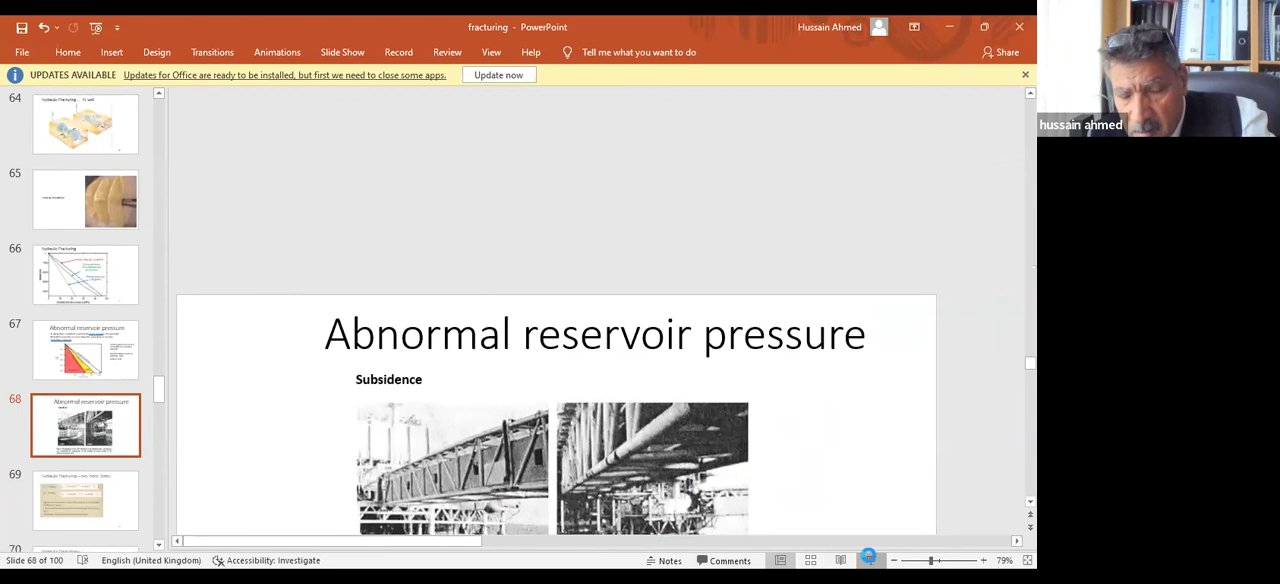 fracturing - PowerPoint
Hussain Ahmed
File Home Insert Design Transitions Animations Slide Show Record Review View Help Tell me what you want to do Share
UPDATES AVAILABLE Updates for Office are ready to be installed, but first we need to close some apps. Update now
hussain ahmed
64
65
66
Hydraulic Fracturing
67
Abnormal reservoir pressure
68
Abnormal reservoir pressure
69
70
Abnormal reservoir pressure
Subsidence
Slide 68 of 100 English (United Kingdom) Accessibility: Investigate Notes Comments 79%